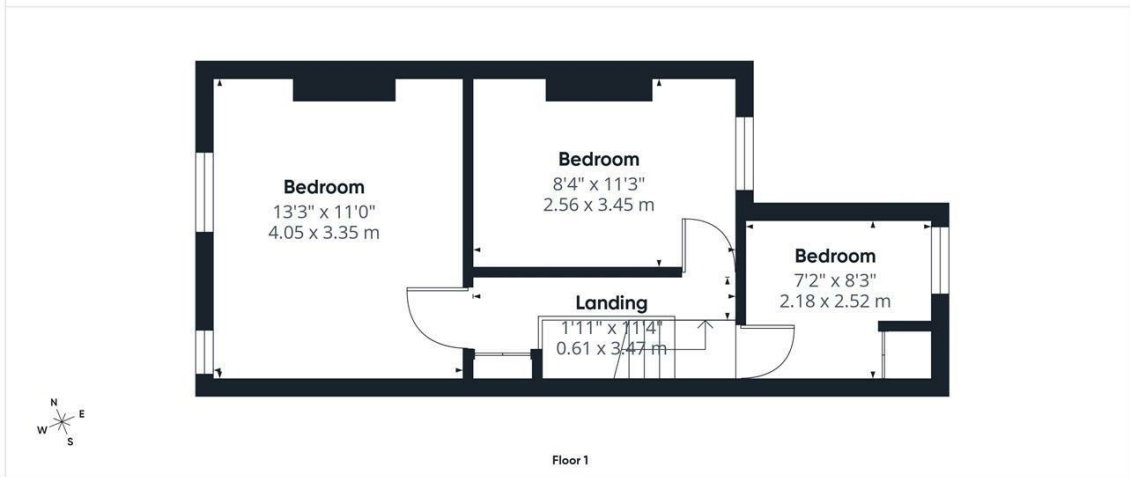 Bedroom
13'3" x 11'0"
4.05 x 3.35 m
Bedroom
8'4" x 11'3"
2.56 x 3.45 m
Bedroom
7'2" x 8'3"
2.18 x 2.52 m
Landing
1'11" x 11'4"
0.61 x 3.47 m
N
E
W
S
Floor 1